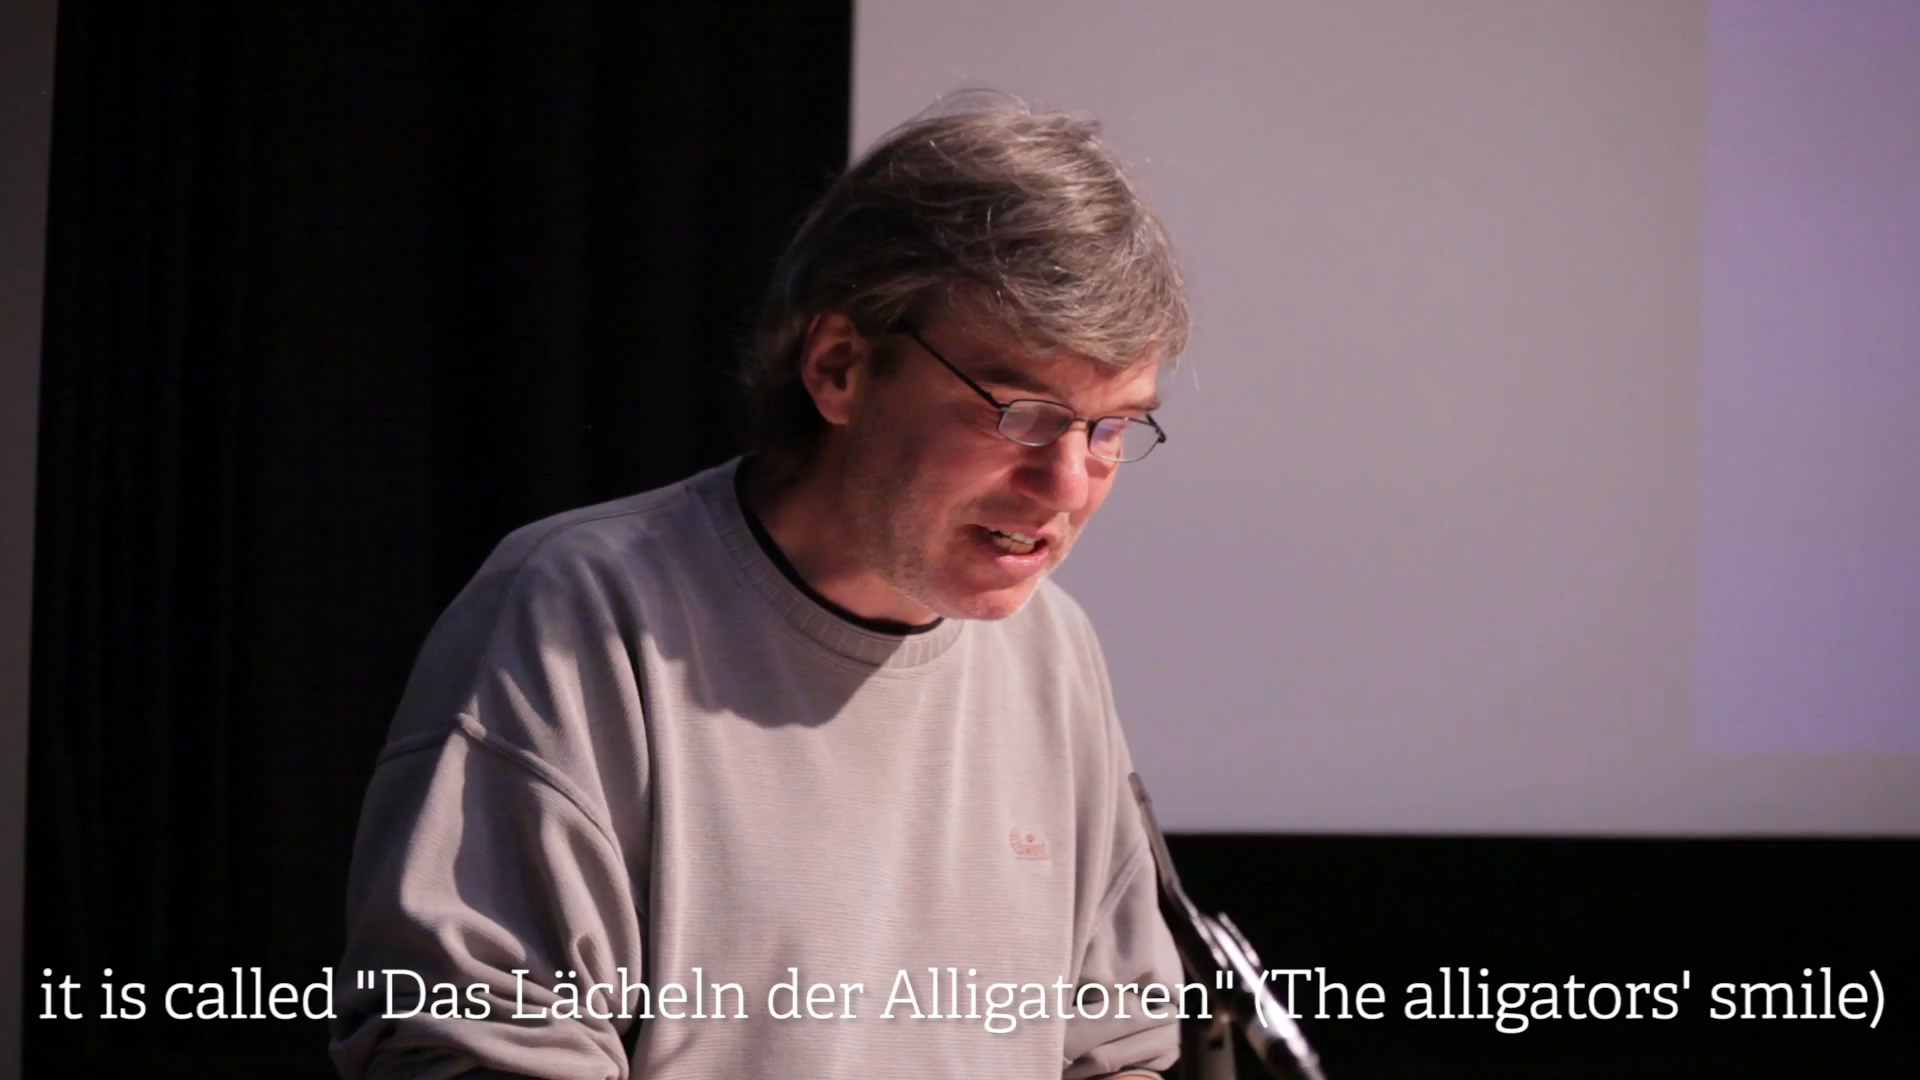 it is called "Das Lächeln der Alligatoren" (The alligators' smile)